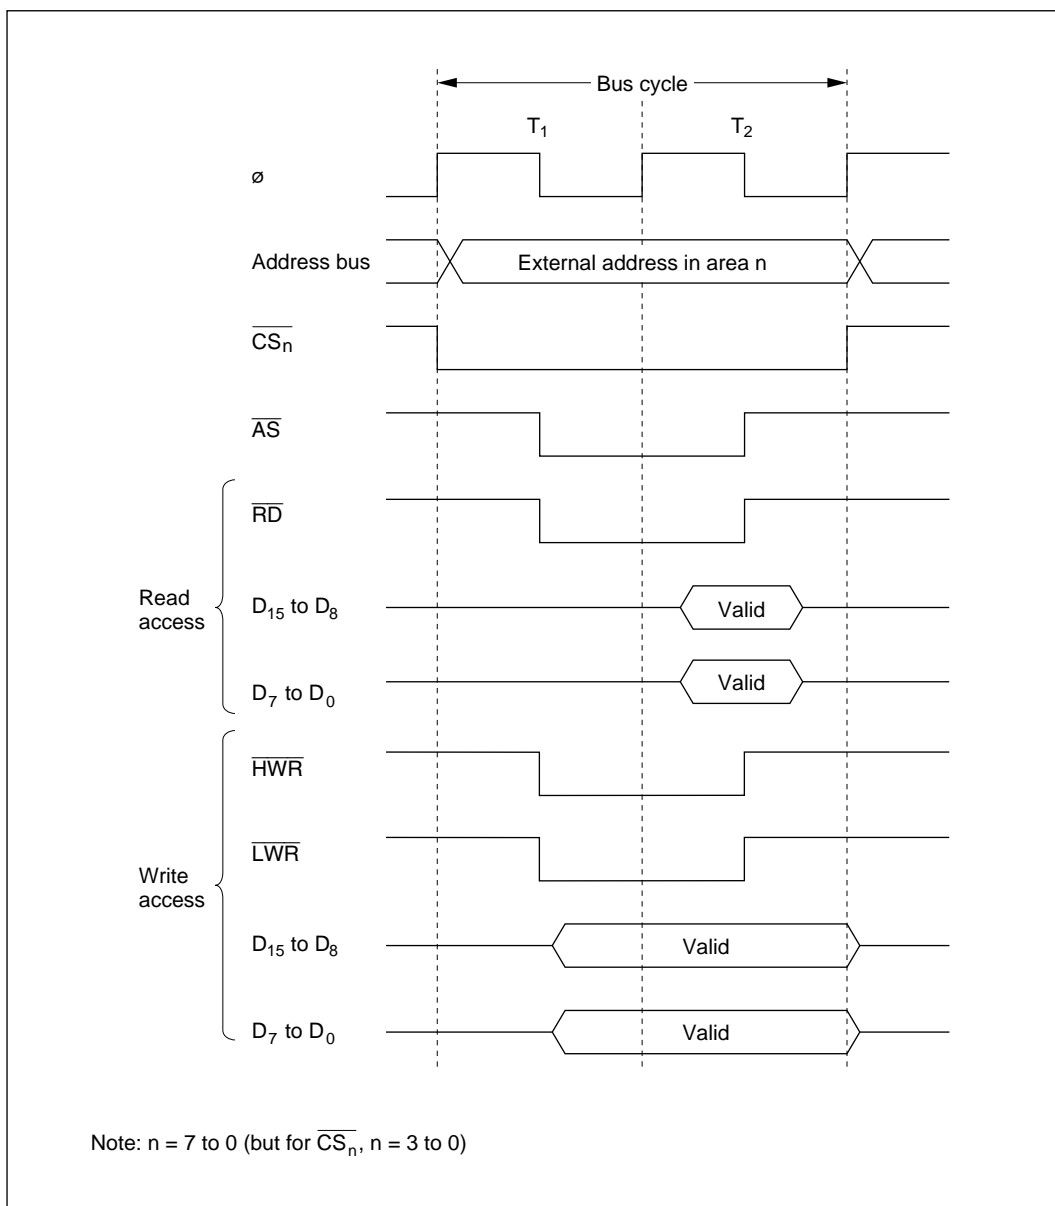 Bus cycle
T1 T2
ø
Address bus External address in area n
CSn
AS
RD
Read access
D15 to D8 Valid
D7 to D0 Valid
HWR
LWR
Write access
D15 to D8 Valid
D7 to D0 Valid
Note: n = 7 to 0 (but for CSn, n = 3 to 0)